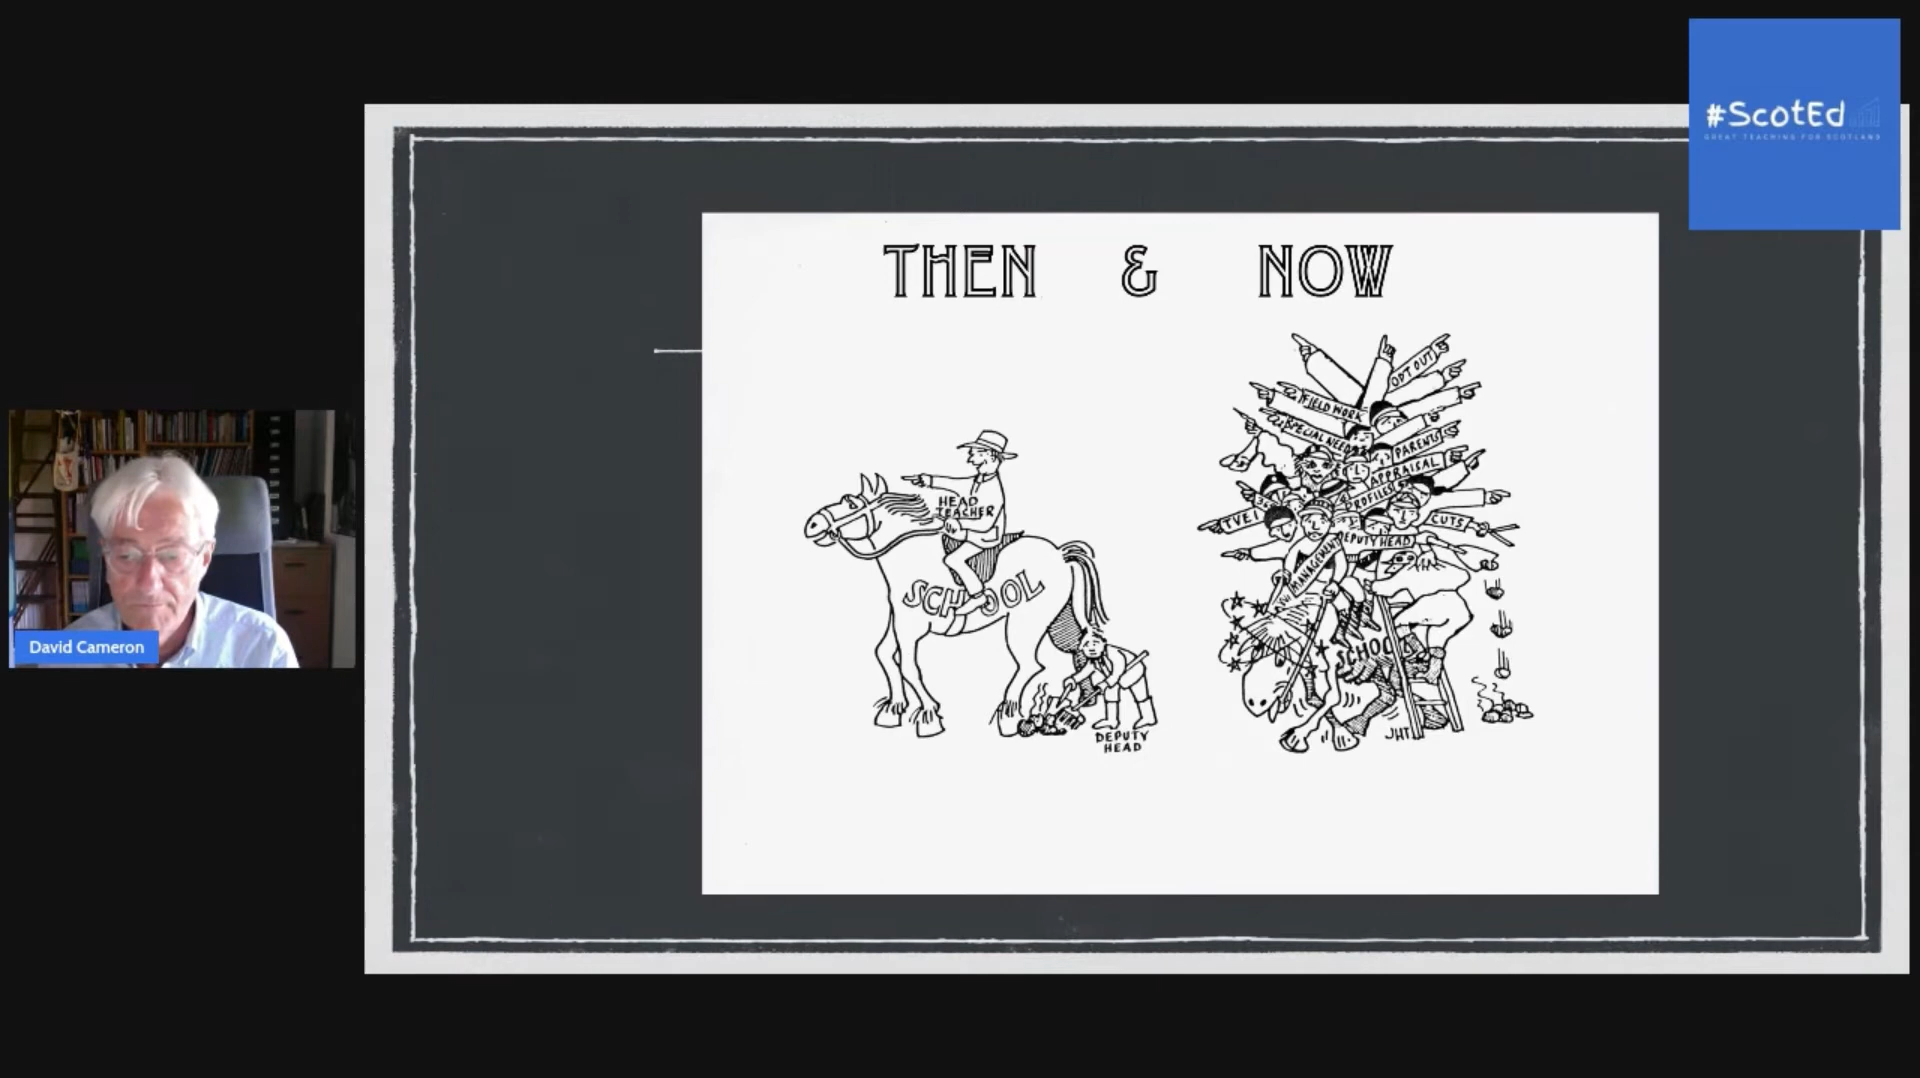 #ScotEd
GREAT TEACHING FOR SCOTLAND
THEN & NOW
HEAD
TEACHER
SCHOOL
DEPUTY
HEAD
OPT OUT
FIELD WORK
SPECIAL NEEDS
PARENTS
APPRAISAL
PROFILES
TVEI
CUTS
DEPUTY HEAD
MANAGEMENT
SCHOOL
JHT
David Cameron